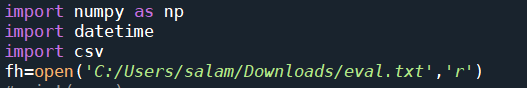 import numpy as np
import datetime
import csv
fh=open('C:/Users/salam/Downloads/eval.txt','r')